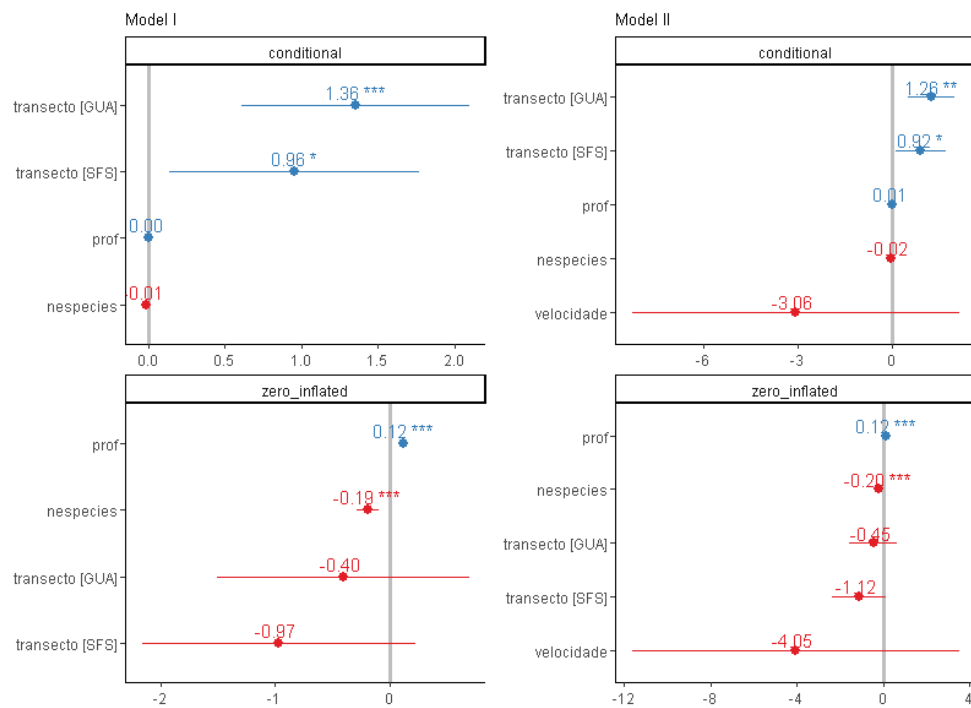 Model I
conditional
transecto [GUA]
1.36 ***
transecto [SFS]
0.96 *
prof
0.00
nespecies
-0.01
0.0 0.5 1.0 1.5 2.0
zero_inflated
prof
0.12 ***
nespecies
-0.19 ***
transecto [GUA]
-0.40
transecto [SFS]
-0.97
-2 -1 0
Model II
conditional
transecto [GUA]
1.26 **
transecto [SFS]
0.92 *
prof
0.01
nespecies
-0.02
velocidade
-3.06
-6 -3 0
zero_inflated
prof
0.12 ***
nespecies
-0.20 ***
transecto [GUA]
-0.45
transecto [SFS]
-1.12
velocidade
-4.05
-12 -8 -4 0 4